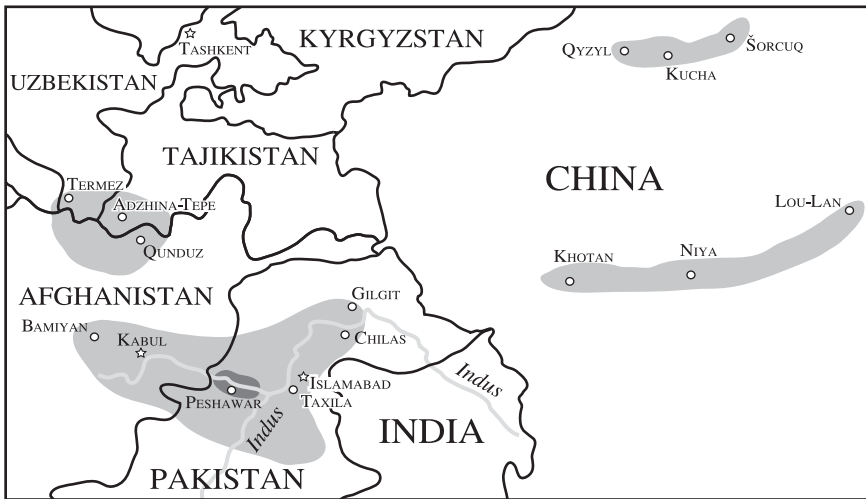 KYRGYZSTAN
TASHKENT
QYZYL
ŠORCUQ
KUCHA
UZBEKISTAN
TAJIKISTAN
CHINA
TERMEZ
ADZHINA-TEPE
LOU-LAN
QUNDUZ
KHOTAN
NIYA
AFGHANISTAN
GILGIT
BAMIYAN
KABUL
CHILAS
Indus
ISLAMABAD
PESHAWAR
TAXILA
Indus
INDIA
PAKISTAN